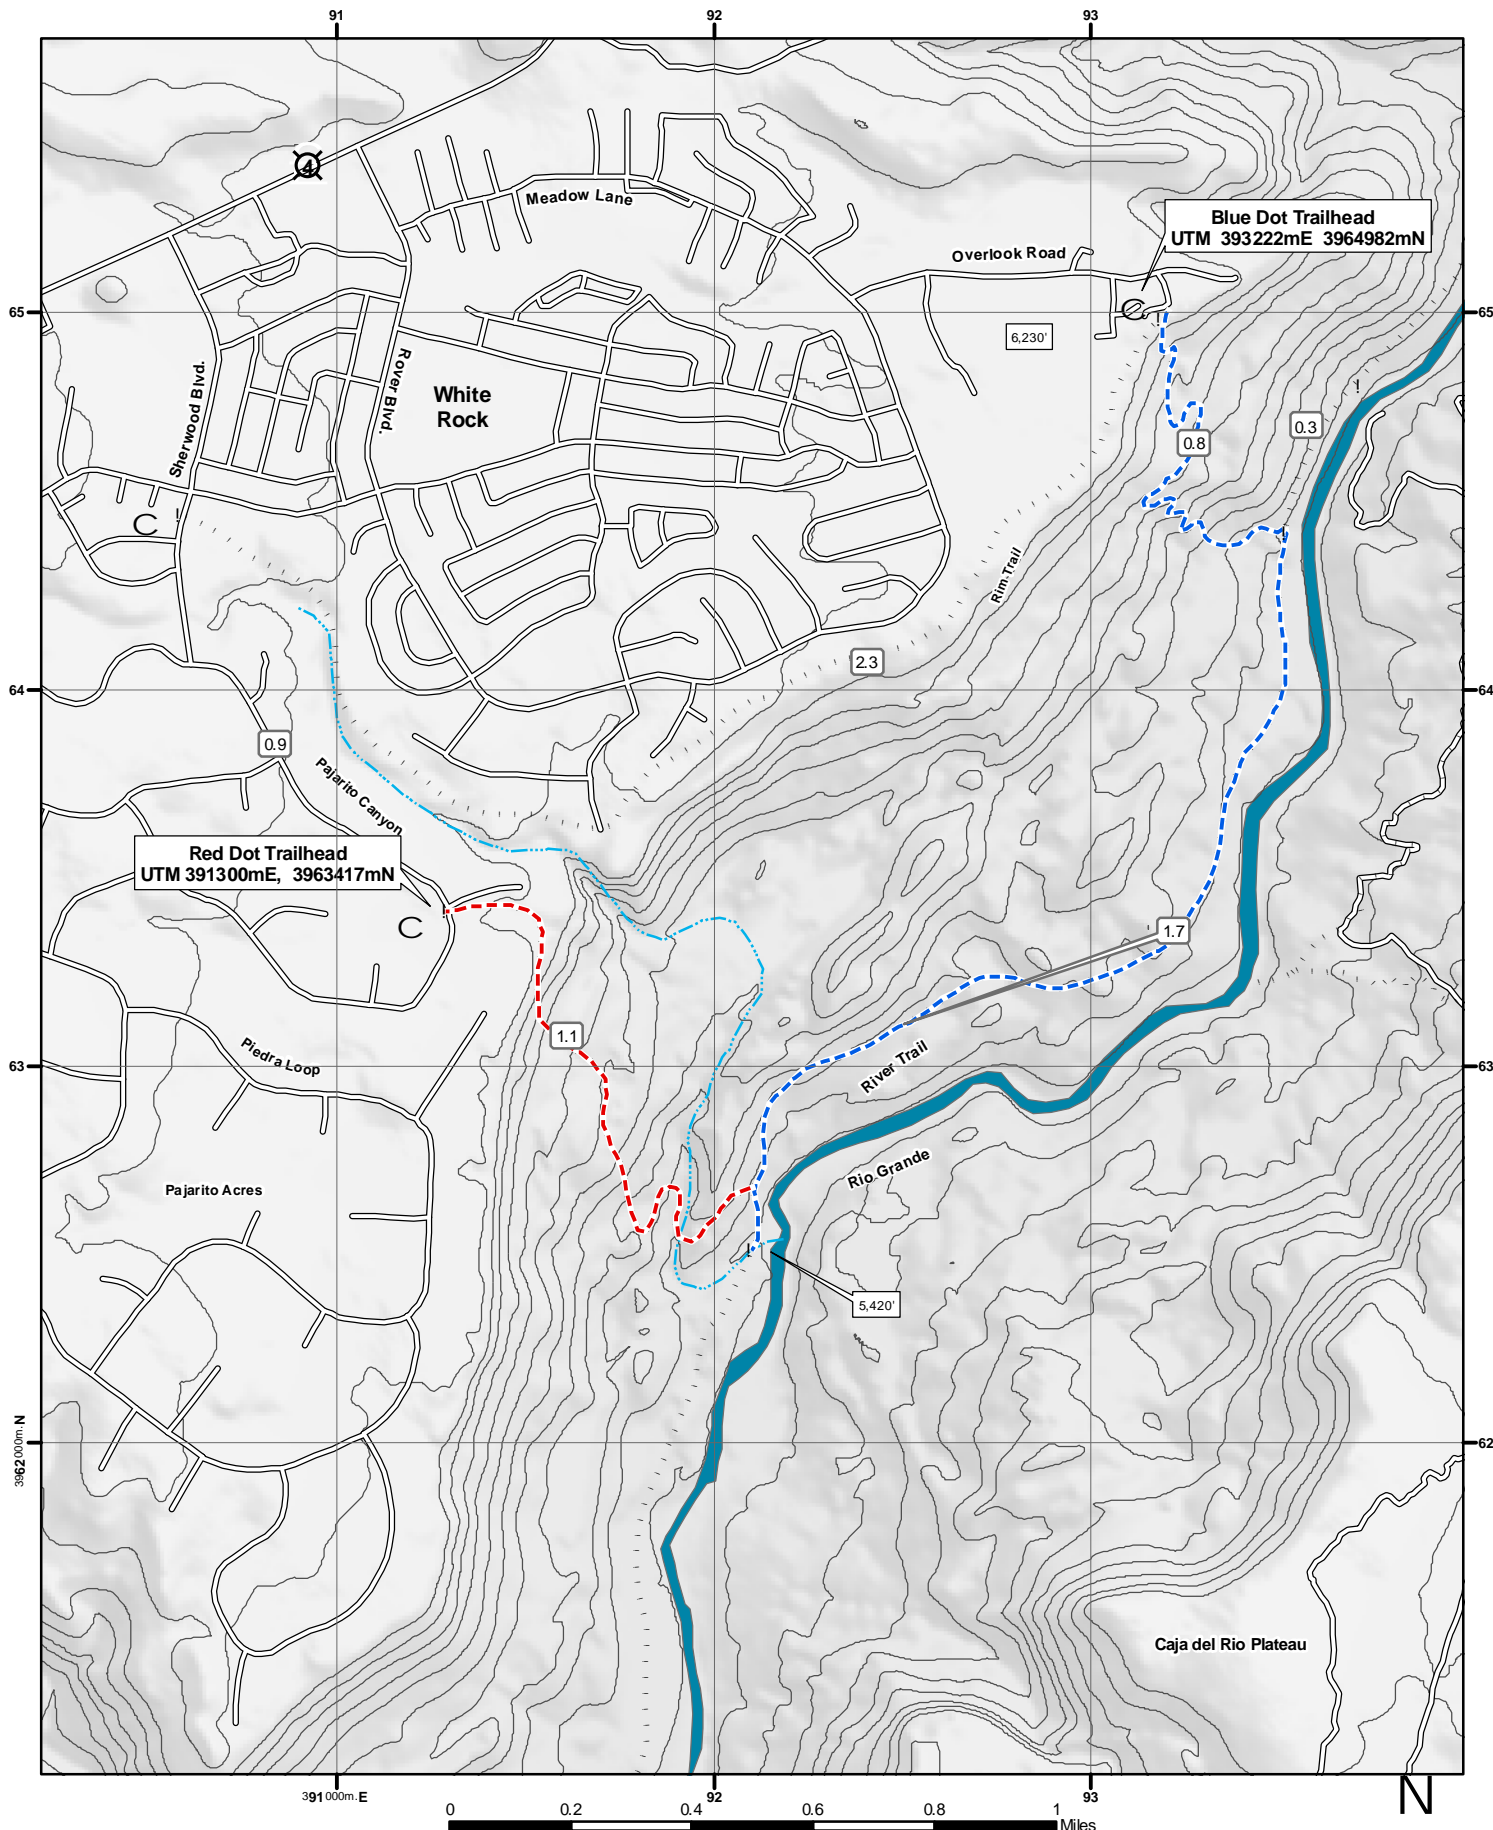 91
92
93
4
Meadow Lane
Blue Dot Trailhead
UTM 393222mE 3964982mN
Overlook Road
65
65
6,230'
Sherwood Blvd.
Rover Blvd.
White
Rock
0.8
0.3
C
C
Rim Trail
2.3
64
64
0.9
Pajarito Canyon
Red Dot Trailhead
UTM 391300mE, 3963417mN
C
1.7
1.1
Piedra Loop
River Trail
63
63
Rio Grande
Pajarito Acres
5,420'
3962000m.N
62
Caja del Rio Plateau
391000m.E
92
93
N
0
0.2
0.4
0.6
0.8
1
Miles